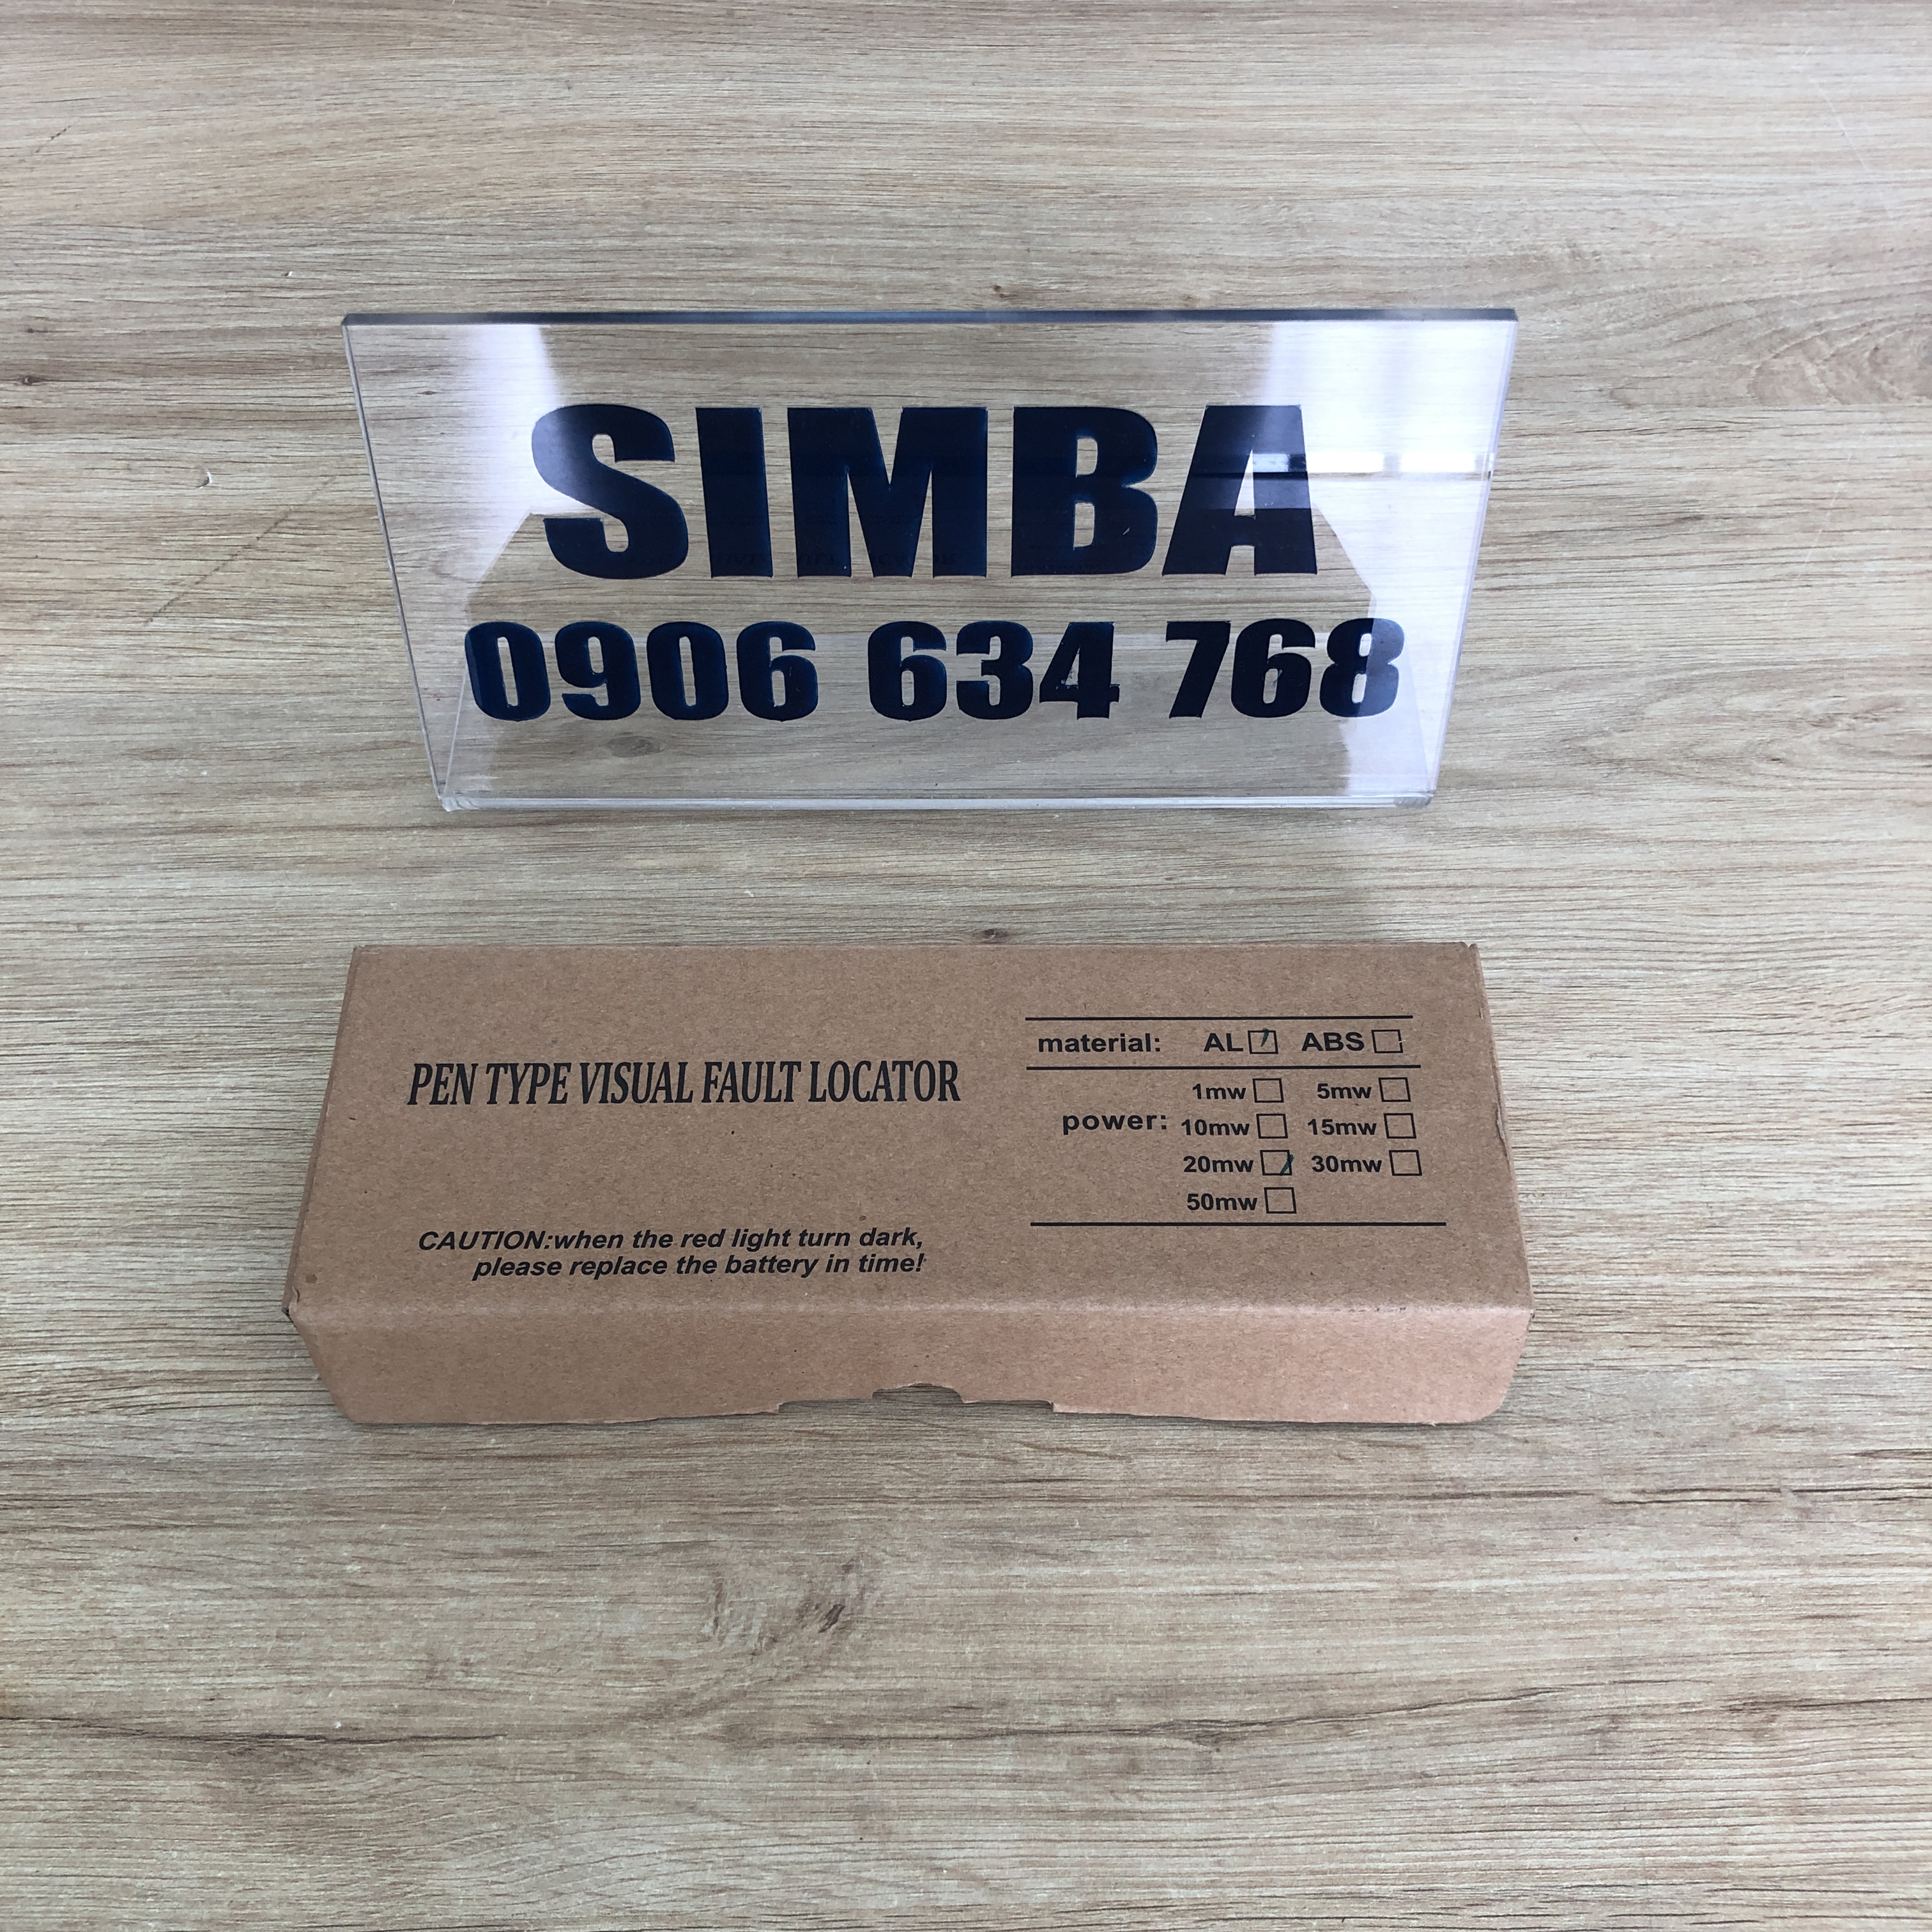 SIMBA
0906 634 768
PEN TYPE VISUAL FAULT LOCATOR
CAUTION:when the red light turn dark,
please replace the battery in time!
material: AL ABS
power:
1mw 5mw
10mw 15mw
20mw 30mw
50mw